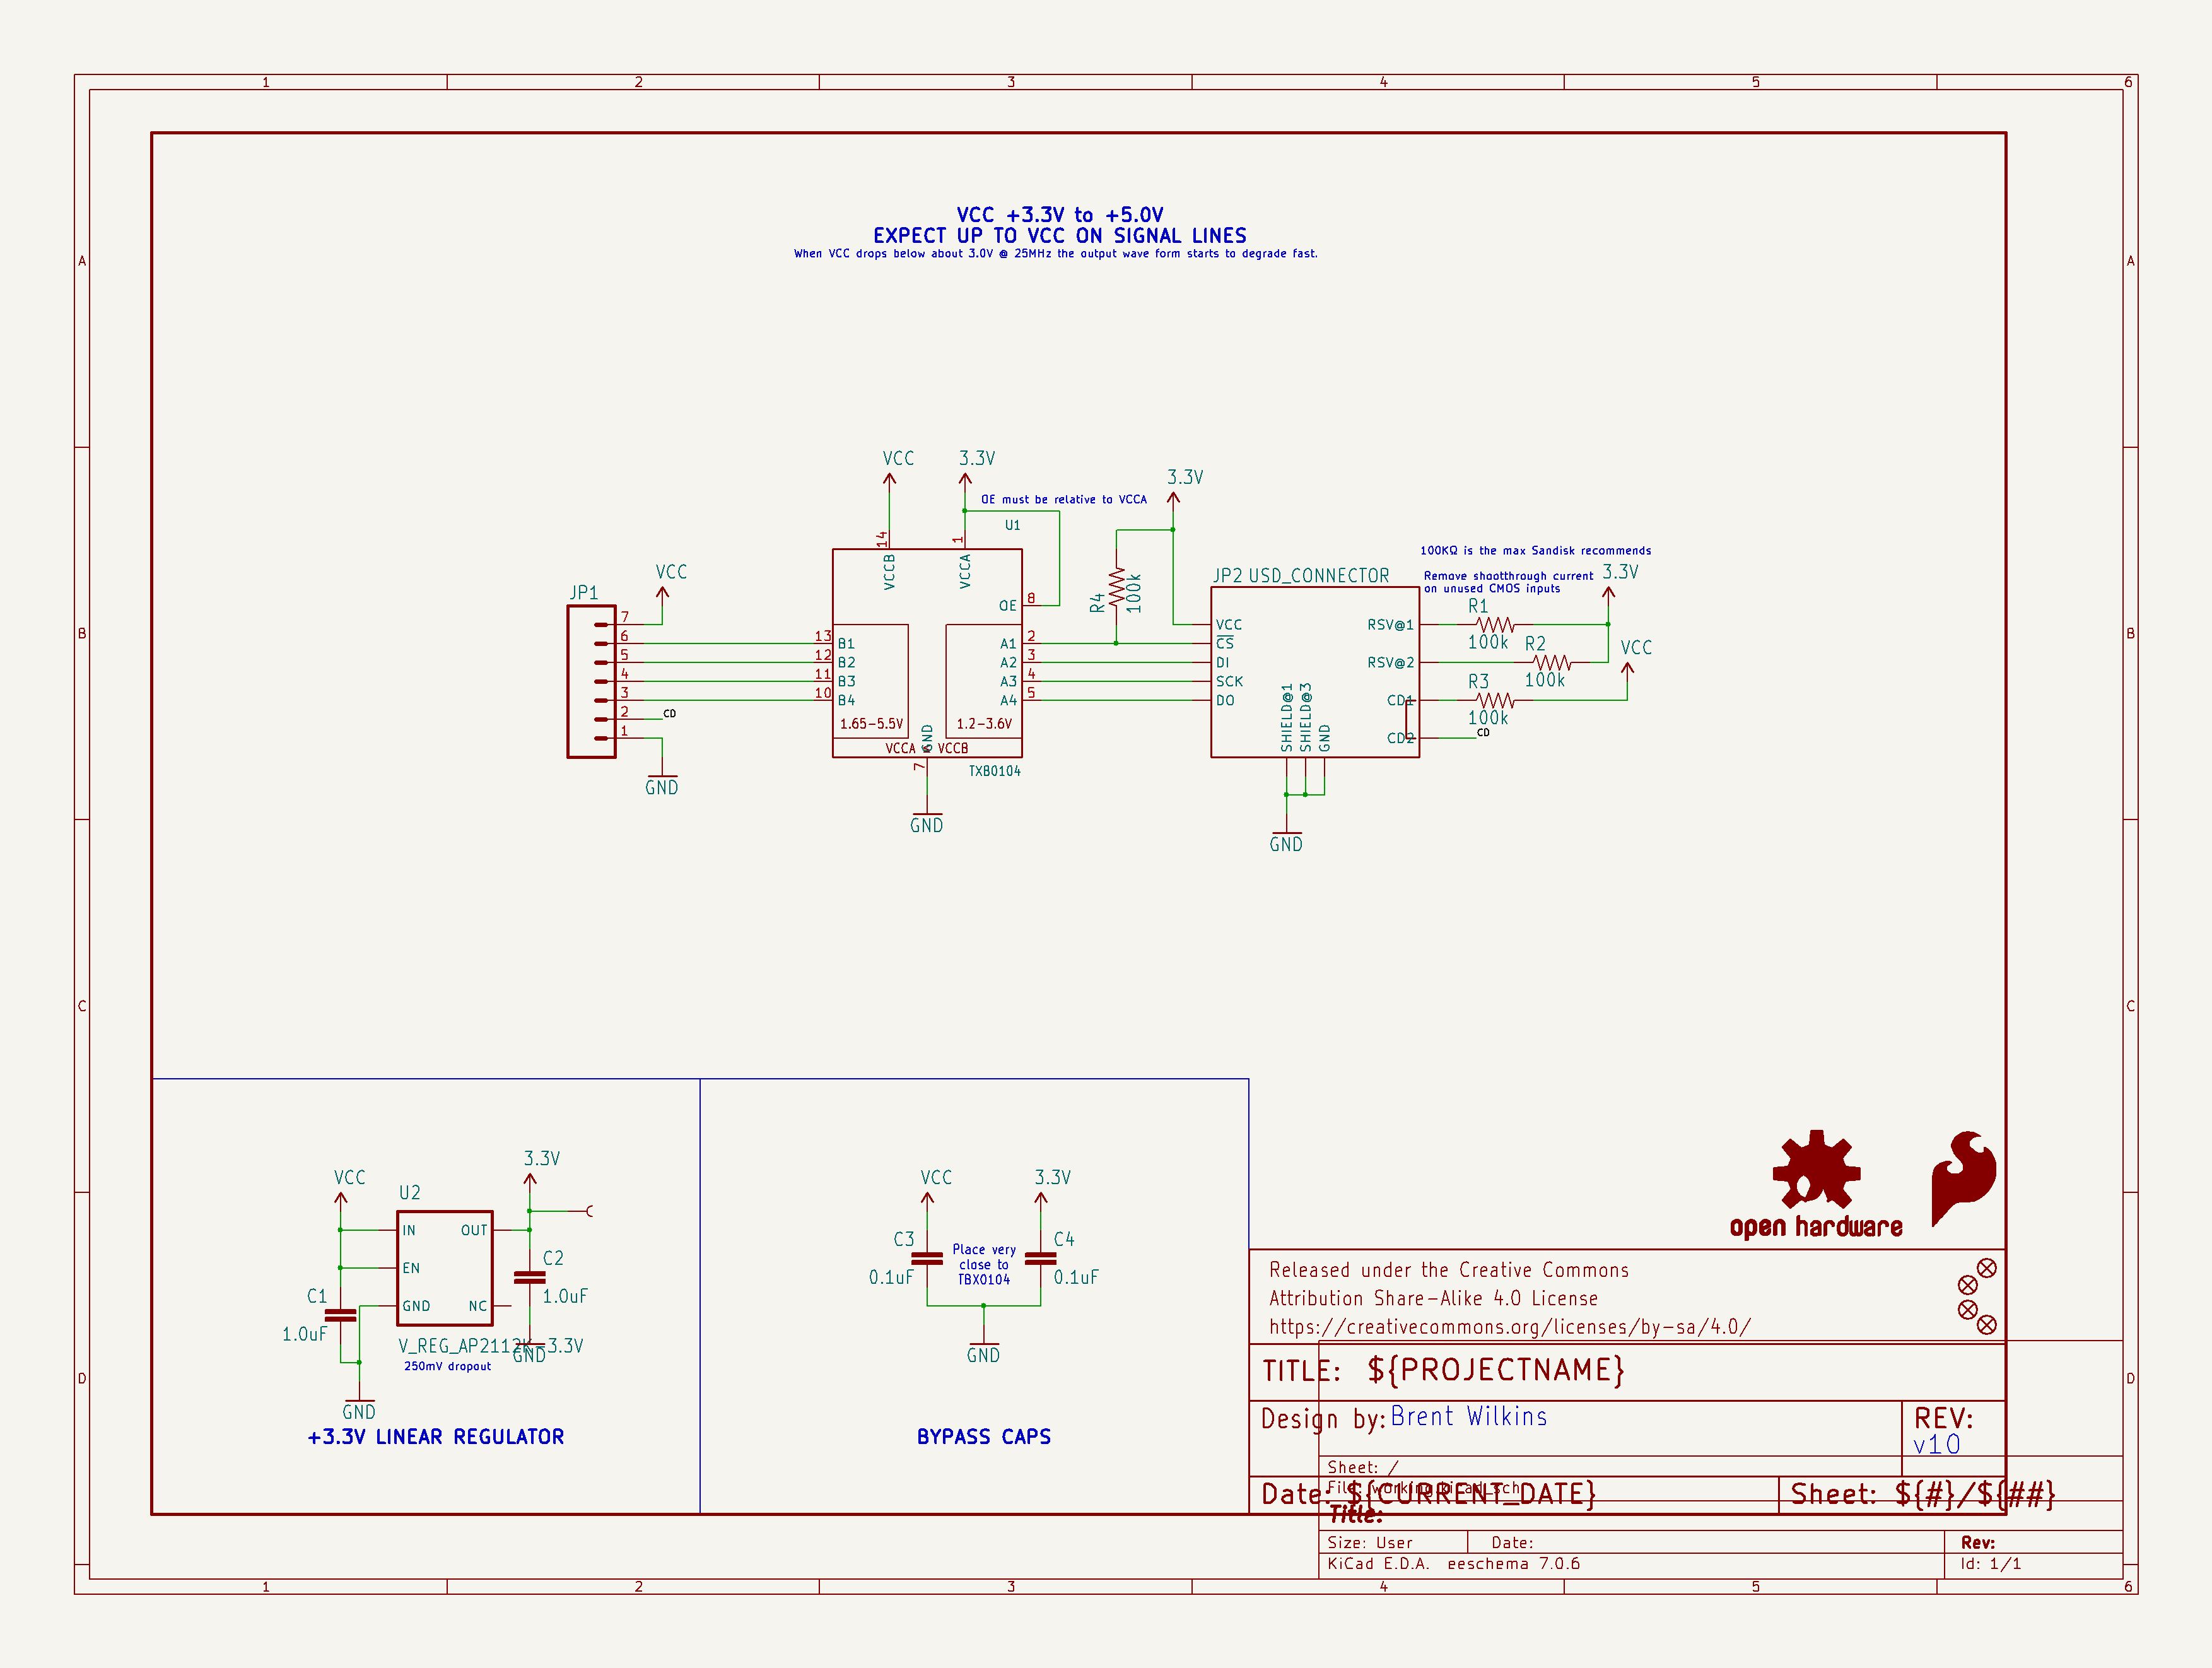 1 2 3 4 5 6
A A
VCC +3.3V to +5.0V
EXPECT UP TO VCC ON SIGNAL LINES
When VCC drops below about 3.0V @ 25MHz the output wave form starts to degrade fast.
B B
VCC 3.3V
3.3V
OE must be relative to VCCA
U1
14 1
VCCB VCCA
OE 8
VCC
JP1
7
6
5
4
3
2 CD
1
GND
13 B1
12 B2
11 B3
10 B4
A1 2
A2 3
A3 4
A4 5
1.65-5.5V
1.2-3.6V
VCCA < VCCB
GND
7
TXB0104
GND
R4
100k
JP2 USD_CONNECTOR
VCC
CS
DI
SCK
DO
SHIELD@1
SHIELD@3
GND
RSV@1
RSV@2
CD1
CD2
GND
100KΩ is the max Sandisk recommends
Remove shootthrough current
on unused CMOS inputs
3.3V
R1
100k
R2
100k
VCC
R3
100k
CD
C C
VCC
U2
IN OUT
EN
GND NC
3.3V
C1
1.0uF
C2
1.0uF
V_REG_AP2112K-3.3V
GND
250mV dropout
GND
+3.3V LINEAR REGULATOR
VCC 3.3V
C3
0.1uF
Place very
close to
TBX0104
C4
0.1uF
GND
BYPASS CAPS
open hardware
Released under the Creative Commons
Attribution Share-Alike 4.0 License
https://creativecommons.org/licenses/by-sa/4.0/
D D
TITLE: ${PROJECTNAME}
Design by: Brent Wilkins
REV:
v10
Sheet: /
File: working.kicad_sch
Date: ${CURRENT_DATE}
Sheet: ${#}/${##}
Title:
Size: User Date: Rev:
KiCad E.D.A. eeschema 7.0.6 Id: 1/1
1 2 3 4 5 6